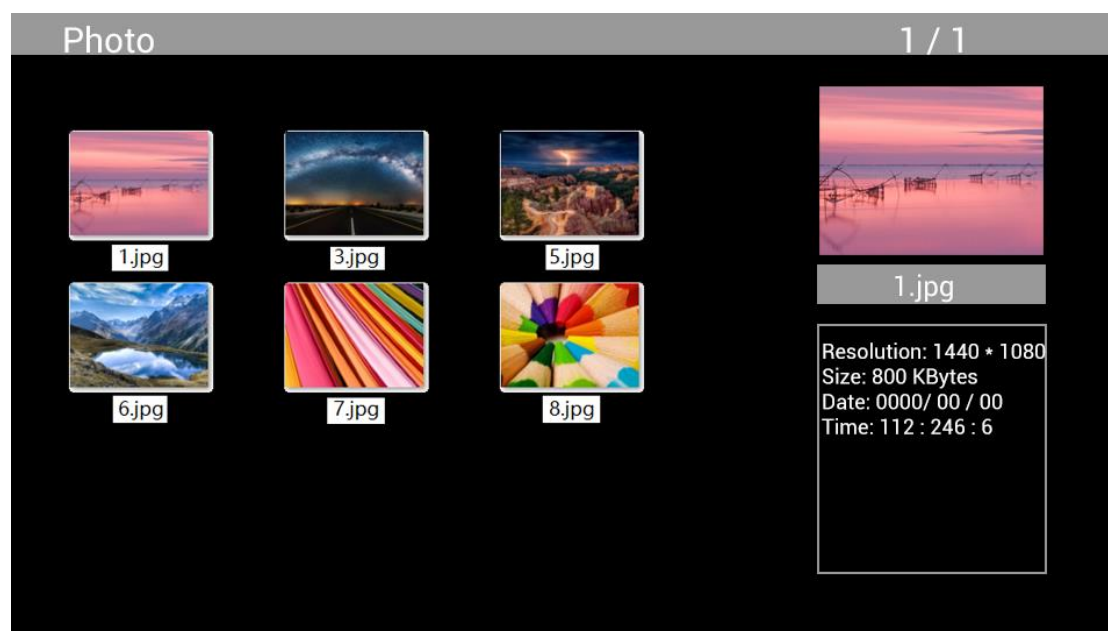 Photo
1 / 1
1.jpg
3.jpg
5.jpg
6.jpg
7.jpg
8.jpg
1.jpg
Resolution: 1440 * 1080
Size: 800 KBytes
Date: 0000/ 00 / 00
Time: 112 : 246 : 6